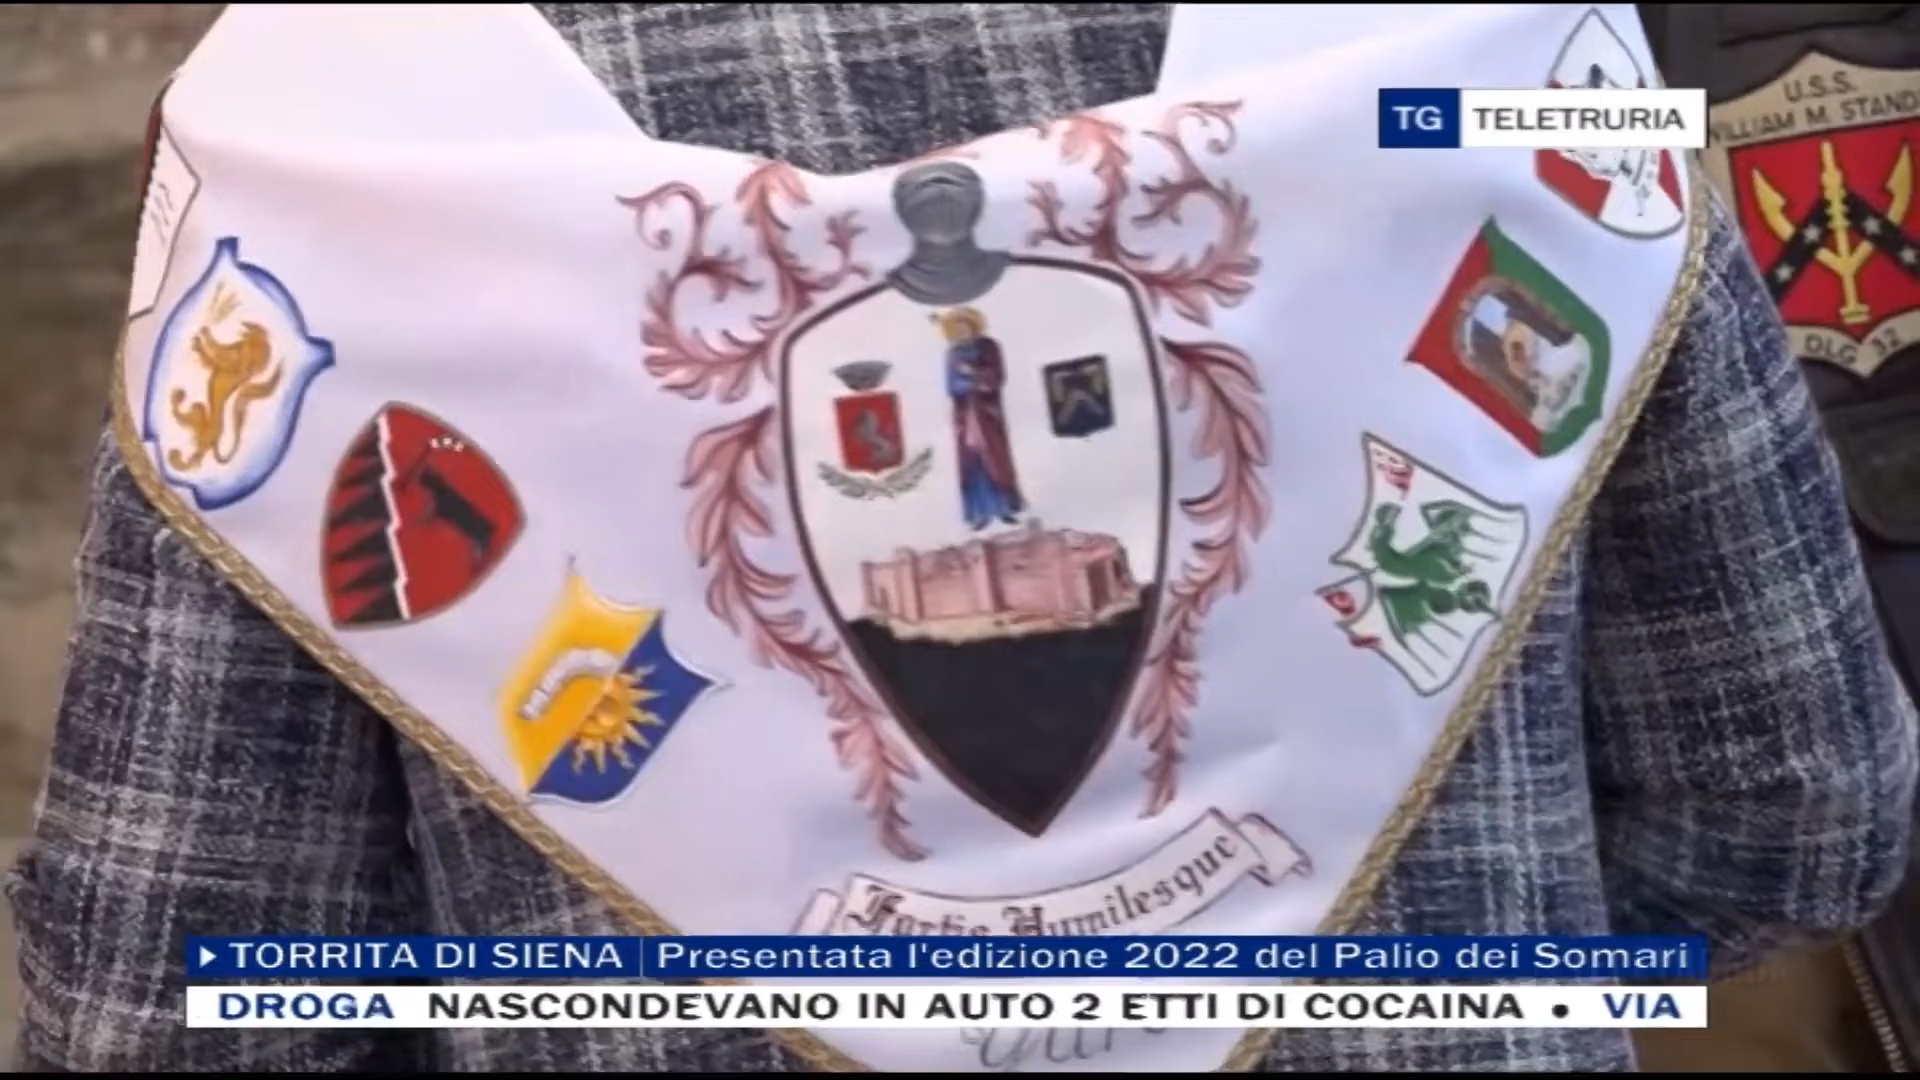 U.S.S.
WILLIAM M. STAND
TG TELETRURIA
DLG 32
Fortis Humilesque
TORRITA DI SIENA Presentata l'edizione 2022 del Palio dei Somari
DROGA NASCONDEVANO IN AUTO 2 ETTI DI COCAINA • VIA